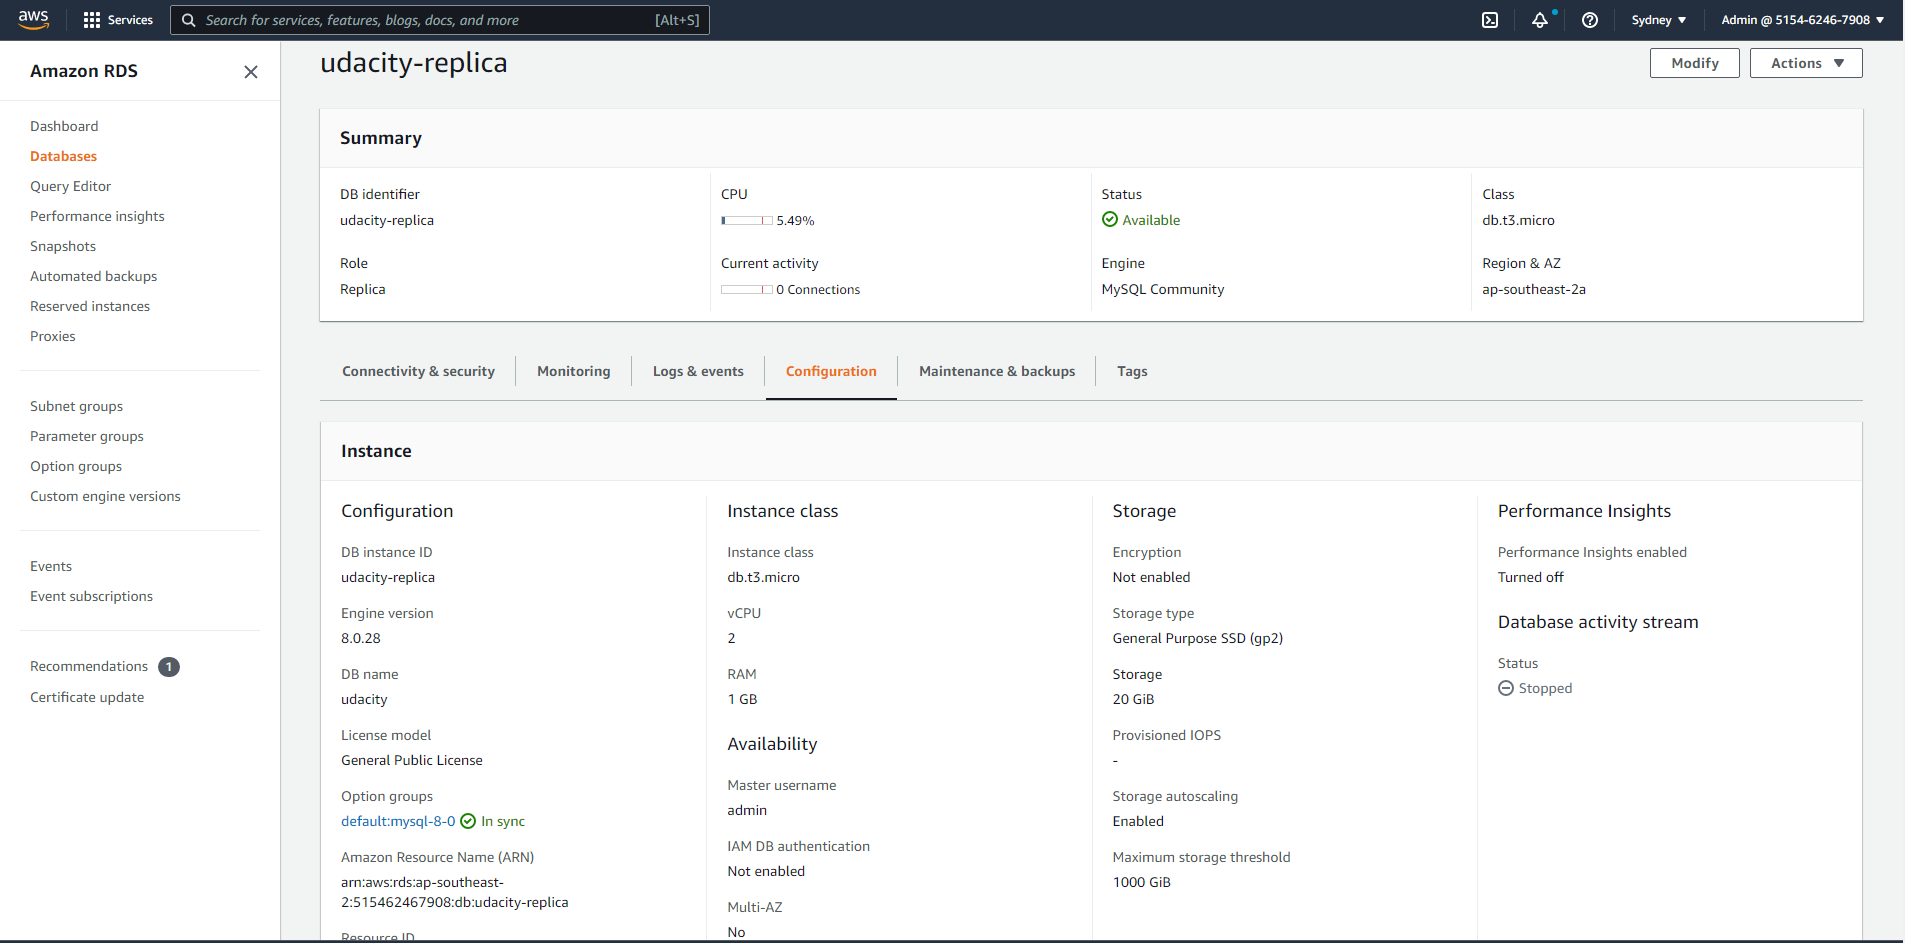 aws
Services
Search for services, features, blogs, docs, and more [Alt+S]
Sydney ▼
Admin @ 5154-6246-7908 ▼
Amazon RDS
Dashboard
Databases
Query Editor
Performance insights
Snapshots
Automated backups
Reserved instances
Proxies
Subnet groups
Parameter groups
Option groups
Custom engine versions
Events
Event subscriptions
Recommendations 1
Certificate update
udacity-replica
Modify
Actions ▼
Summary
DB identifier
udacity-replica
CPU
5.49%
Status
Available
Class
db.t3.micro
Role
Replica
Current activity
0 Connections
Engine
MySQL Community
Region & AZ
ap-southeast-2a
Connectivity & security
Monitoring
Logs & events
Configuration
Maintenance & backups
Tags
Instance
Configuration
DB instance ID
udacity-replica
Engine version
8.0.28
DB name
udacity
License model
General Public License
Option groups
default:mysql-8-0 In sync
Amazon Resource Name (ARN)
arn:aws:rds:ap-southeast-
2:515462467908:db:udacity-replica
Resource ID
Instance class
Instance class
db.t3.micro
vCPU
2
RAM
1 GB
Availability
Master username
admin
IAM DB authentication
Not enabled
Multi-AZ
No
Storage
Encryption
Not enabled
Storage type
General Purpose SSD (gp2)
Storage
20 GiB
Provisioned IOPS
-
Storage autoscaling
Enabled
Maximum storage threshold
1000 GiB
Performance Insights
Performance Insights enabled
Turned off
Database activity stream
Status
Stopped